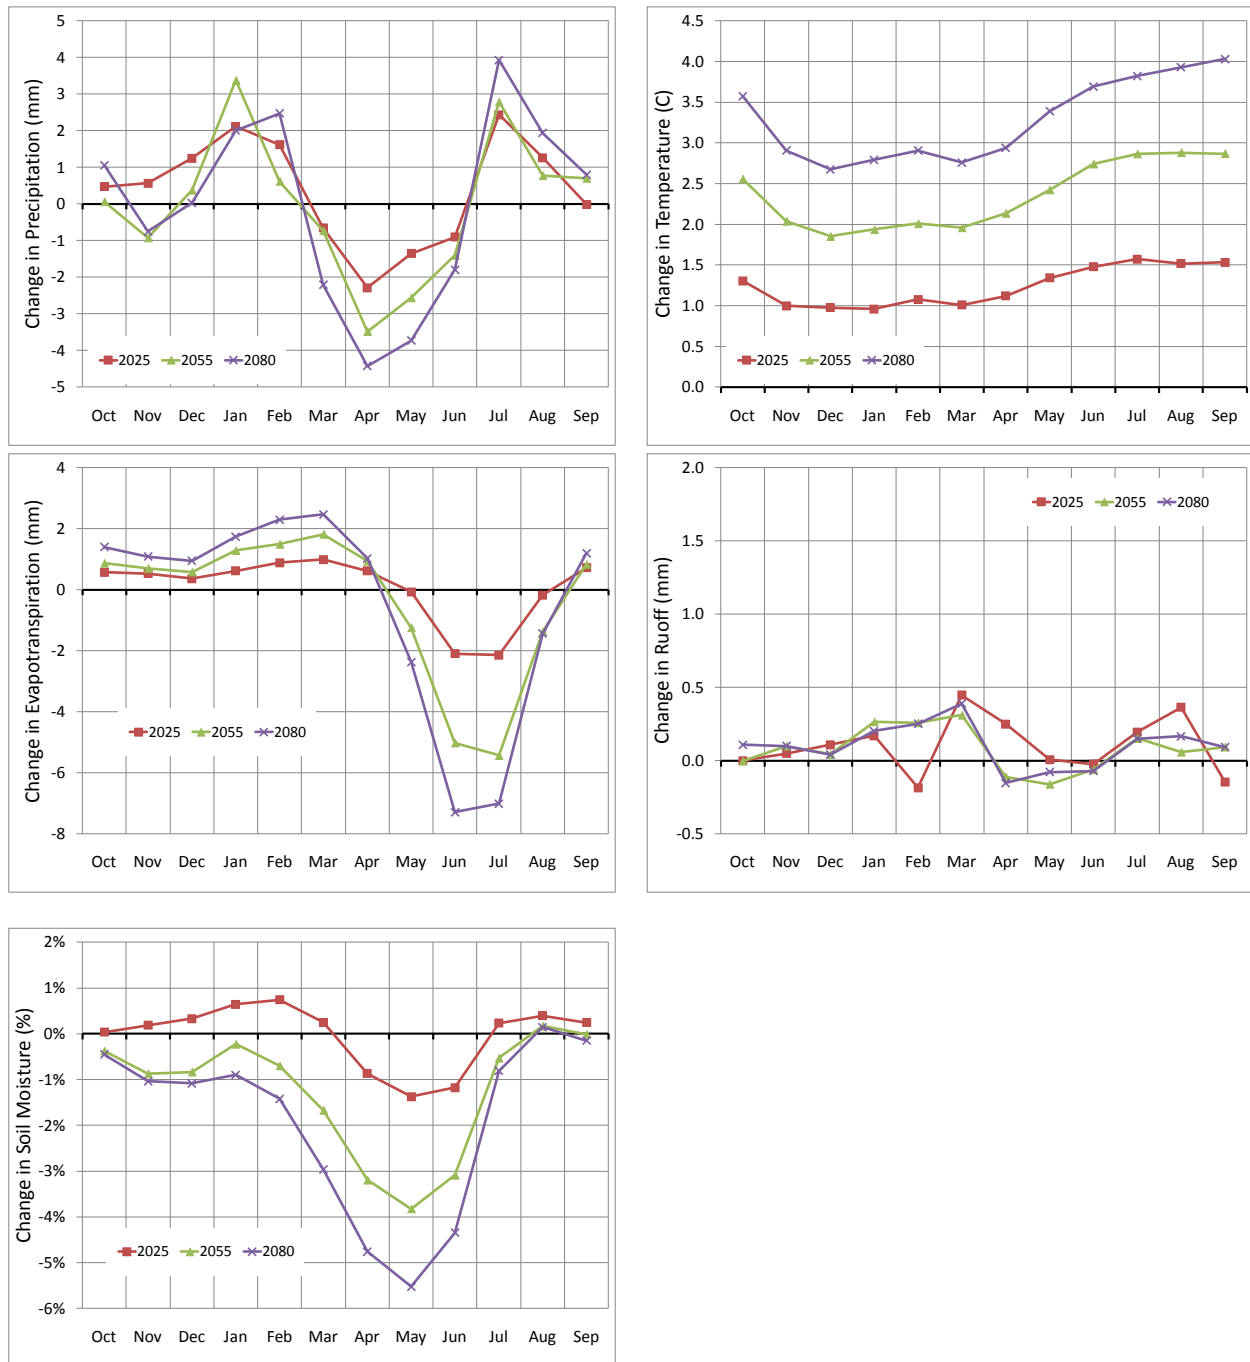 Change in Precipitation (mm)
5
4
3
2
1
0
-1
-2
-3
-4
-5
2025 2055 2080
Oct Nov Dec Jan Feb Mar Apr May Jun Jul Aug Sep
Change in Temperature (C)
4.5
4.0
3.5
3.0
2.5
2.0
1.5
1.0
0.5
0.0
2025 2055 2080
Oct Nov Dec Jan Feb Mar Apr May Jun Jul Aug Sep
Change in Evapotranspiration (mm)
4
2
0
-2
-4
-6
-8
2025 2055 2080
Oct Nov Dec Jan Feb Mar Apr May Jun Jul Aug Sep
Change in Ruoff (mm)
2.0
1.5
1.0
0.5
0.0
-0.5
2025 2055 2080
Oct Nov Dec Jan Feb Mar Apr May Jun Jul Aug Sep
Change in Soil Moisture (%)
2%
1%
0%
-1%
-2%
-3%
-4%
-5%
-6%
2025 2055 2080
Oct Nov Dec Jan Feb Mar Apr May Jun Jul Aug Sep